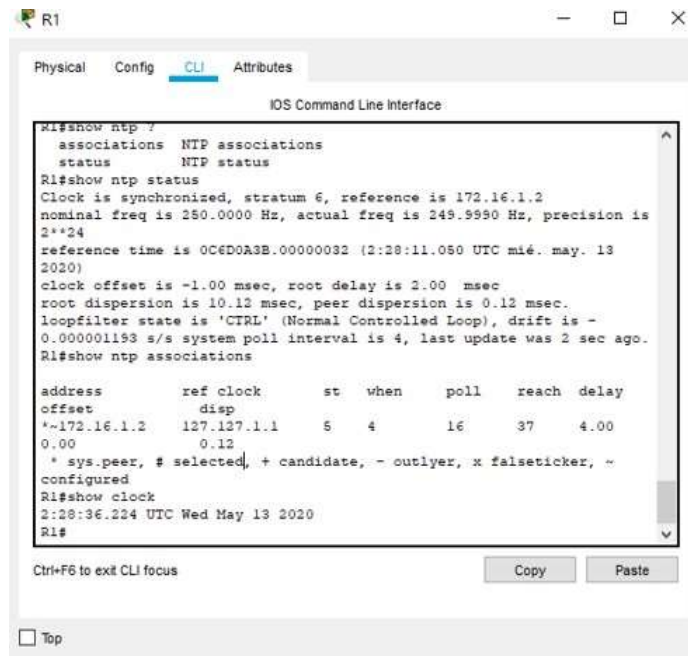 R1
Physical Config CLI Attributes
IOS Command Line Interface
R1#show ntp ?
associations NTP associations
status NTP status
R1#show ntp status
Clock is synchronized, stratum 6, reference is 172.16.1.2
nominal freq is 250.0000 Hz, actual freq is 249.9990 Hz, precision is
2**24
reference time is 0C6D0A3B.00000032 (2:28:11.050 UTC mié. may. 13
2020)
clock offset is -1.00 msec, root delay is 2.00 msec
root dispersion is 10.12 msec, peer dispersion is 0.12 msec.
loopfilter state is 'CTRL' (Normal Controlled Loop), drift is -
0.000001193 s/s system poll interval is 4, last update was 2 sec ago.
R1#show ntp associations
address ref clock st when poll reach delay
offset disp
*~172.16.1.2 127.127.1.1 5 4 16 37 4.00
0.00 0.12
* sys.peer, # selected, + candidate, - outlyer, x falseticker, ~
configured
R1#show clock
2:28:36.224 UTC Wed May 13 2020
R1#
Ctrl+F6 to exit CLI focus
Copy Paste
Top